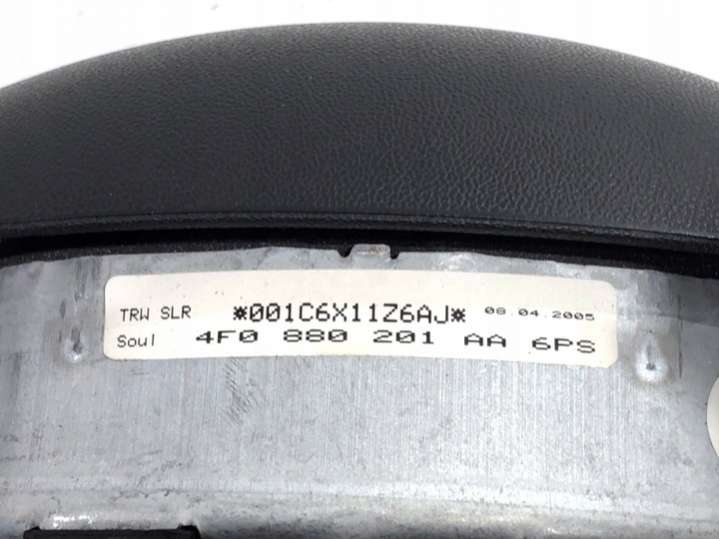 TRW SLR *001C6X11Z6AJ* 08.04.2005
Soul 4F0 880 201 AA 6PS